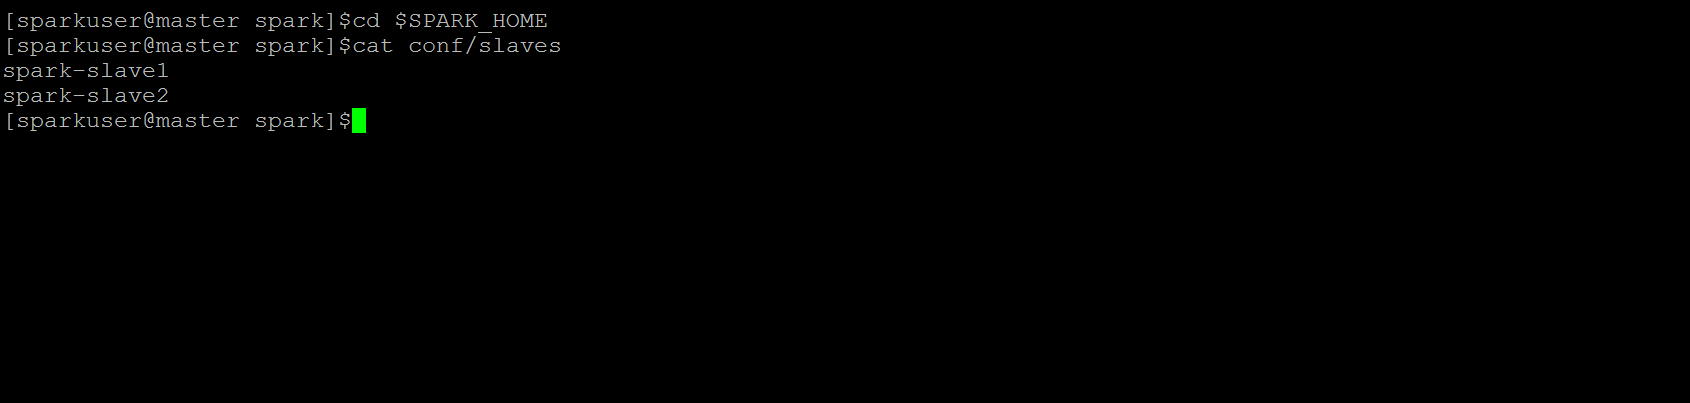 [sparkuser@master spark]$cd $SPARK_HOME
[sparkuser@master spark]$cat conf/slaves
spark-slave1
spark-slave2
[sparkuser@master spark]$